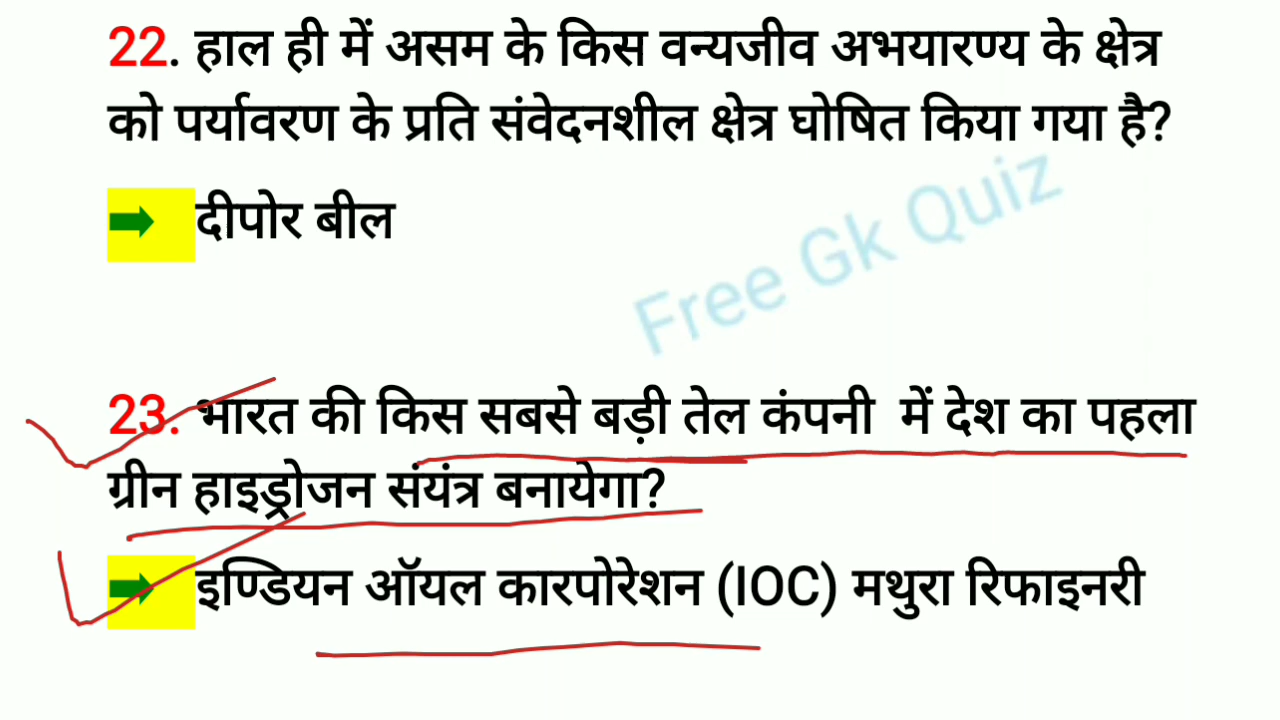 22. हाल ही में असम के किस वन्यजीव अभयारण्य के क्षेत्र
को पर्यावरण के प्रति संवेदनशील क्षेत्र घोषित किया गया है?
दीपोर बील
Free Gk Quiz
23. भारत की किस सबसे बड़ी तेल कंपनी में देश का पहला
ग्रीन हाइड्रोजन संयंत्र बनायेगा?
इण्डियन ऑयल कारपोरेशन (IOC) मथुरा रिफाइनरी